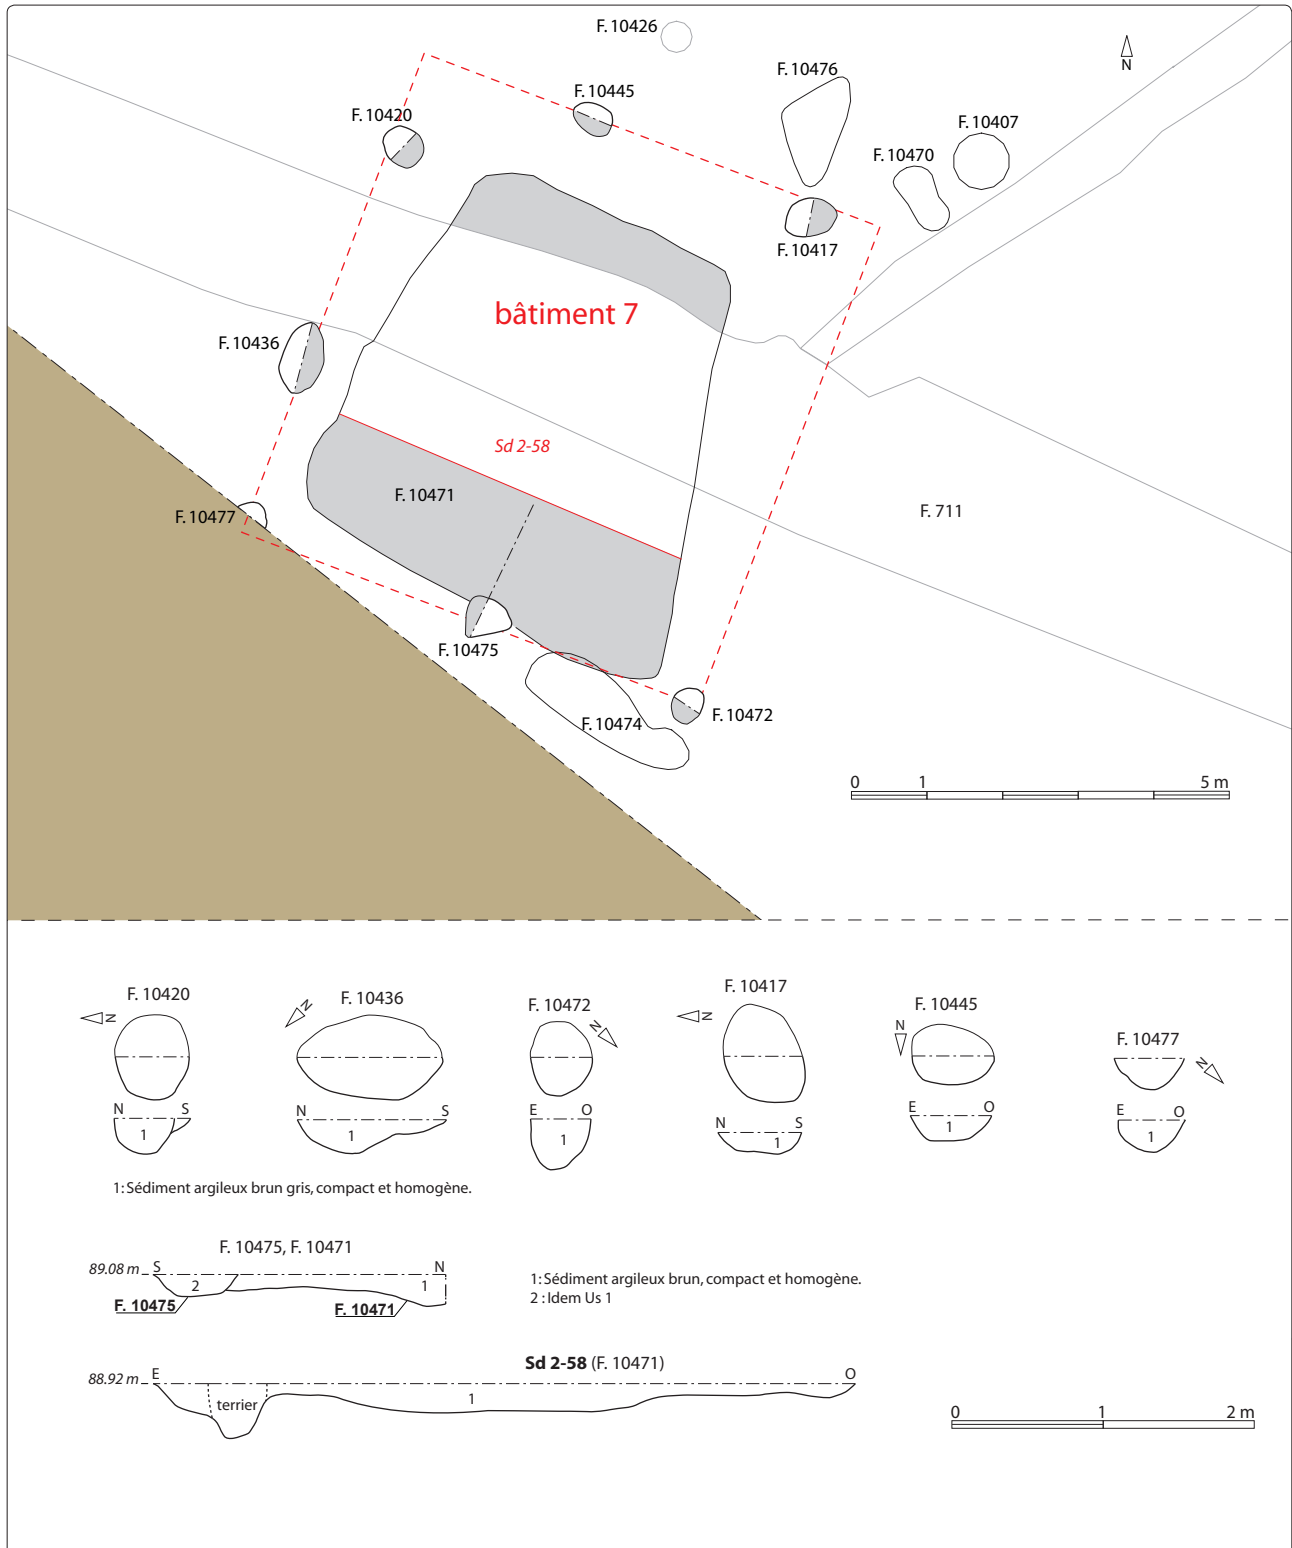 F. 10426
N
F. 10476
F. 10445
F. 10420
F. 10407
F. 10470
F. 10417
bâtiment 7
F. 10436
Sd 2-58
F. 10471
F. 711
F. 10477
F. 10475
F. 10472
F. 10474
0 1 5 m
F. 10420
N
N S
1
F. 10436
N
N S
1
F. 10472
N
E O
1
F. 10417
N
N S
1
F. 10445
N
E O
1
F. 10477
N
E O
1
1: Sédiment argileux brun gris, compact et homogène.
F. 10475, F. 10471
89.08 m S N
2 1
F. 10475
F. 10471
1: Sédiment argileux brun, compact et homogène.
2 : Idem Us 1
Sd 2-58 (F. 10471)
88.92 m E O
terrier 1
0 1 2 m